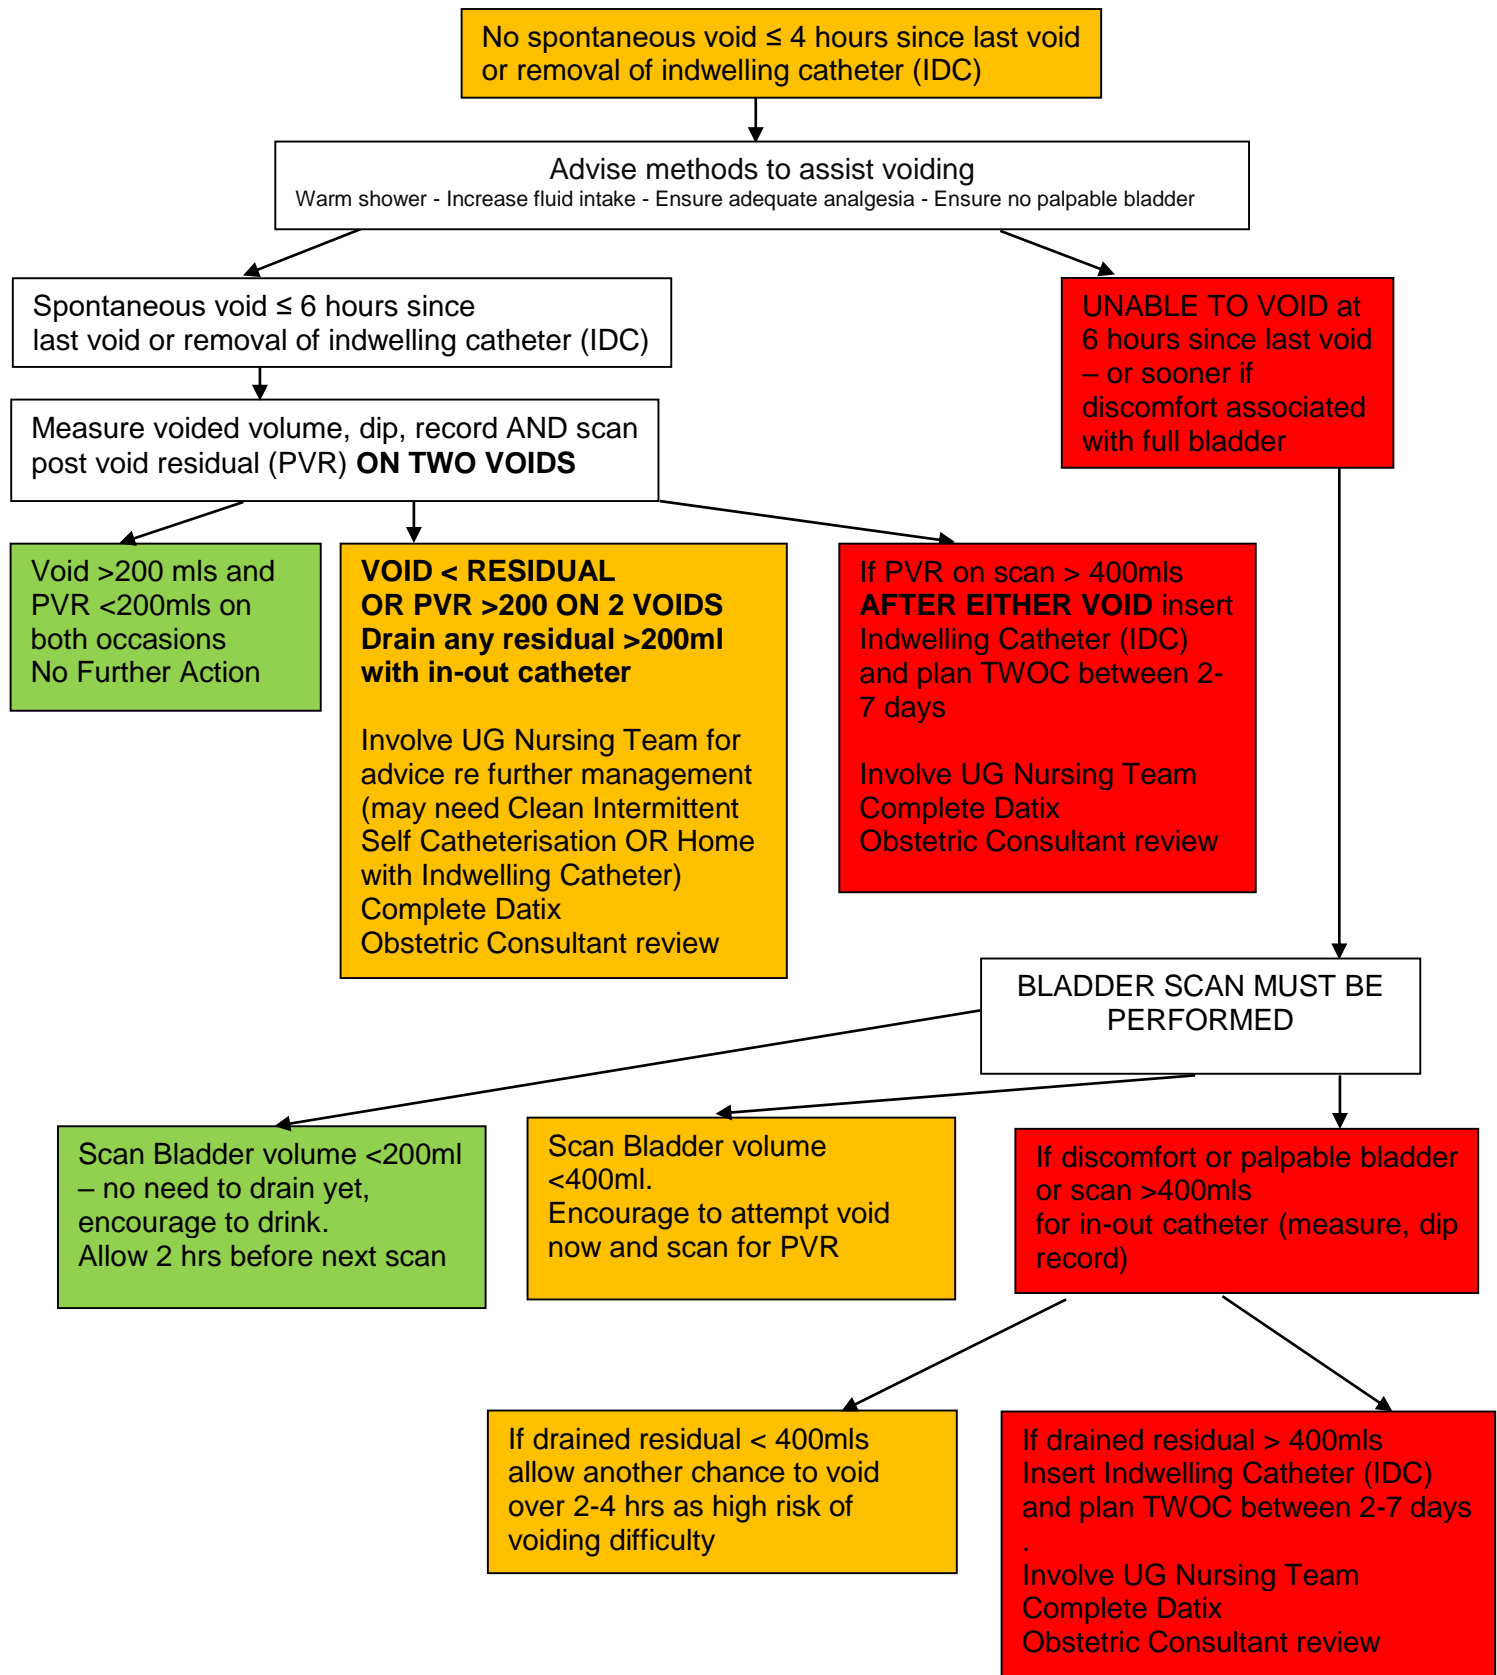 No spontaneous void ≤ 4 hours since last void
or removal of indwelling catheter (IDC)
Advise methods to assist voiding
Warm shower - Increase fluid intake - Ensure adequate analgesia - Ensure no palpable bladder
Spontaneous void ≤ 6 hours since
last void or removal of indwelling catheter (IDC)
UNABLE TO VOID at
6 hours since last void
– or sooner if
discomfort associated
with full bladder
Measure voided volume, dip, record AND scan
post void residual (PVR) ON TWO VOIDS
Void >200 mls and
PVR <200mls on
both occasions
No Further Action
VOID < RESIDUAL
OR PVR >200 ON 2 VOIDS
Drain any residual >200ml
with in-out catheter
Involve UG Nursing Team for
advice re further management
(may need Clean Intermittent
Self Catheterisation OR Home
with Indwelling Catheter)
Complete Datix
Obstetric Consultant review
If PVR on scan > 400mls
AFTER EITHER VOID insert
Indwelling Catheter (IDC)
and plan TWOC between 2-
7 days
Involve UG Nursing Team
Complete Datix
Obstetric Consultant review
BLADDER SCAN MUST BE
PERFORMED
Scan Bladder volume <200ml
– no need to drain yet,
encourage to drink.
Allow 2 hrs before next scan
Scan Bladder volume
<400ml.
Encourage to attempt void
now and scan for PVR
If discomfort or palpable bladder
or scan >400mls
for in-out catheter (measure, dip
record)
If drained residual < 400mls
allow another chance to void
over 2-4 hrs as high risk of
voiding difficulty
If drained residual > 400mls
Insert Indwelling Catheter (IDC)
and plan TWOC between 2-7 days
.
Involve UG Nursing Team
Complete Datix
Obstetric Consultant review